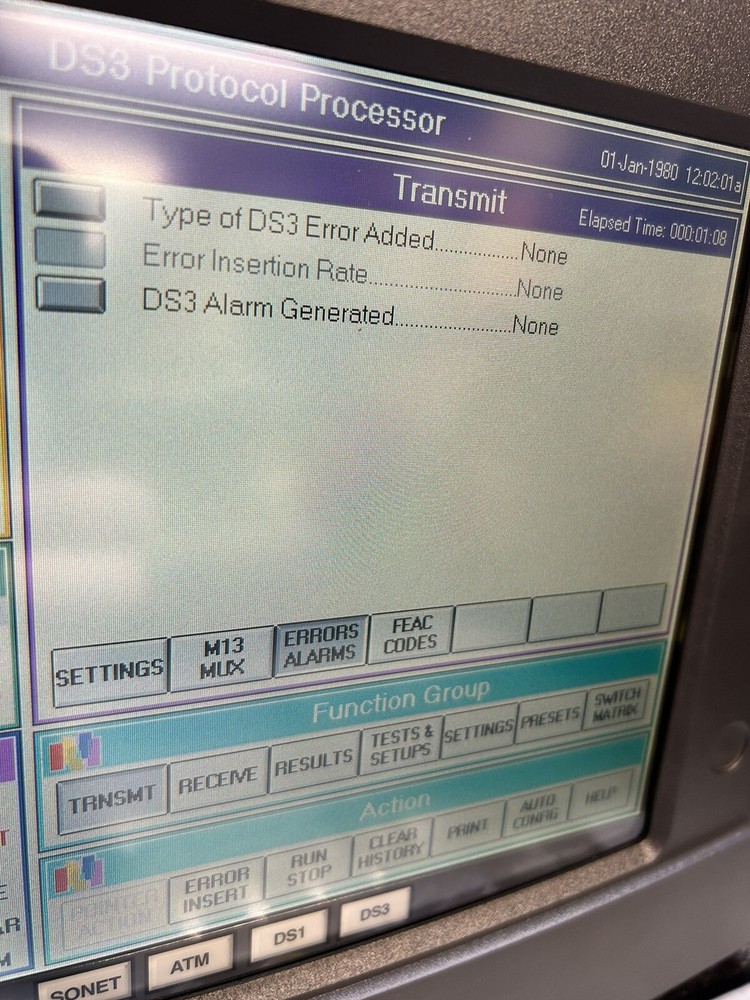 DS3 Protocol Processor
01-Jan-1980 12:02:01a
Transmit
Elapsed Time: 000:01:08
Type of DS3 Error Added................None
Error Insertion Rate............................None
DS3 Alarm Generated......................None
SETTINGS
M13 MUX
ERRORS ALARMS
FEAC CODES
Function Group
TRNSMT
RECEIVE
RESULTS
TESTS & SETUPS
SETTINGS
PRESETS
SWITCH MATRIX
Action
POINTER ACTION
ERROR INSERT
RUN STOP
CLEAR HISTORY
PRINT
AUTO CONFIG
HELP
SONET
ATM
DS1
DS3